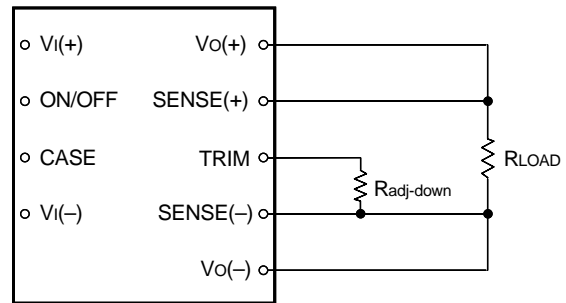 VI(+) VO(+)
ON/OFF SENSE(+)
CASE TRIM RLOAD
Radj-down
VI(–) SENSE(–)
VO(–)